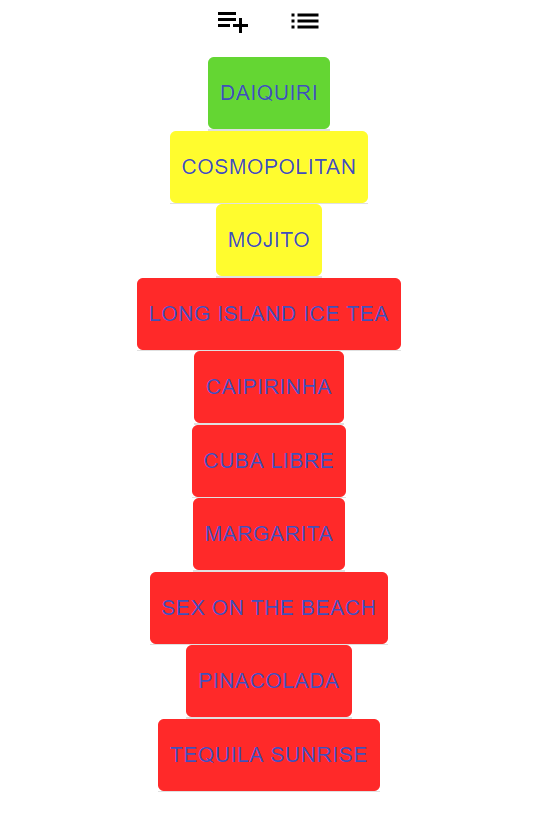 DAIQUIRI
COSMOPOLITAN
MOJITO
LONG ISLAND ICE TEA
CAIPIRINHA
CUBA LIBRE
MARGARITA
SEX ON THE BEACH
PINACOLADA
TEQUILA SUNRISE